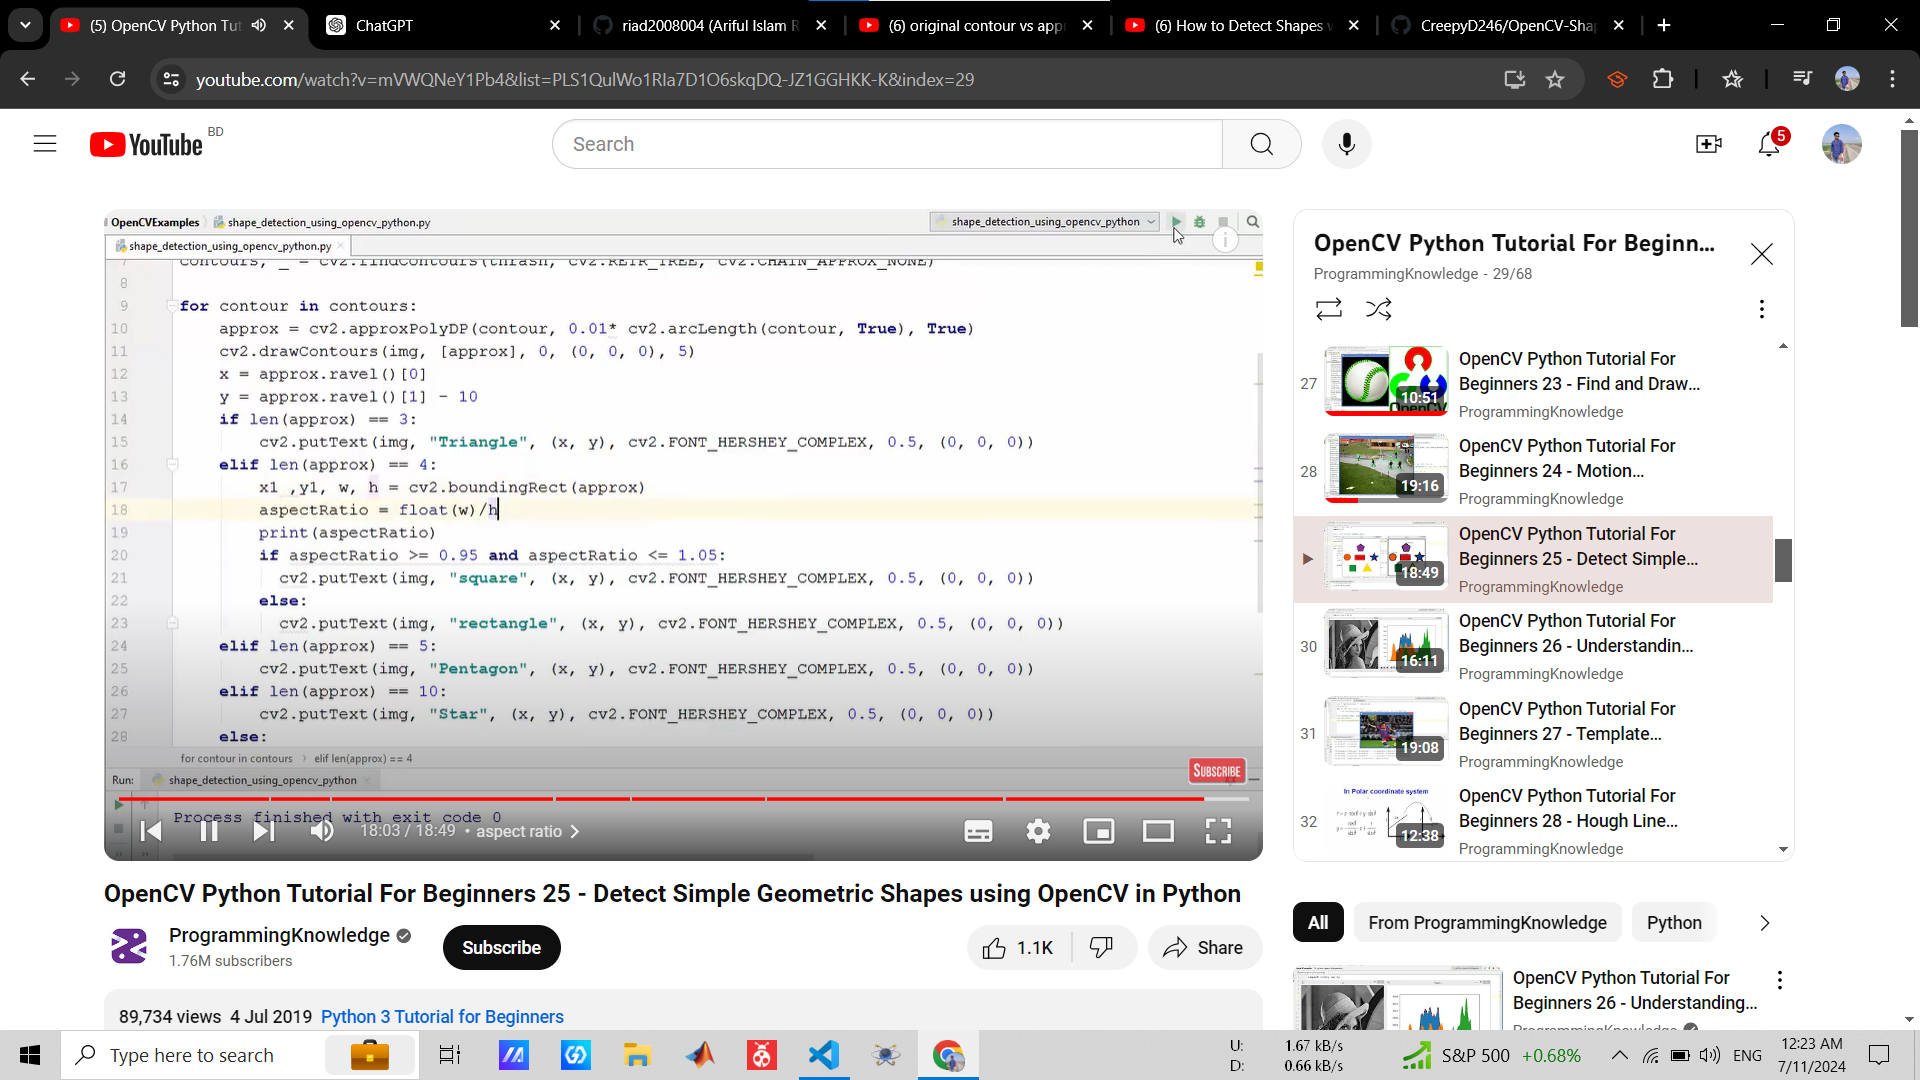 (5) OpenCV Python Tut
ChatGPT
riad2008004 (Ariful Islam R
(6) original contour vs app
(6) How to Detect Shapes v
CreepyD246/OpenCV-Sha
youtube.com/watch?v=mVWQNeY1Pb4&list=PLS1QulWo1RIa7D1O6skqDQ-JZ1GGHKK-K&index=29
YouTube BD
Search
5
OpenCVExamples shape_detection_using_opencv_python.py
shape_detection_using_opencv_python
shape_detection_using_opencv_python.py
7 contours, _ = cv2.findContours(thrash, cv2.RETR_TREE, cv2.CHAIN_APPROX_NONE)
8
9 for contour in contours:
10 approx = cv2.approxPolyDP(contour, 0.01* cv2.arcLength(contour, True), True)
11 cv2.drawContours(img, [approx], 0, (0, 0, 0), 5)
12 x = approx.ravel()[0]
13 y = approx.ravel()[1] - 10
14 if len(approx) == 3:
15 cv2.putText(img, "Triangle", (x, y), cv2.FONT_HERSHEY_COMPLEX, 0.5, (0, 0, 0))
16 elif len(approx) == 4:
17 x1 ,y1, w, h = cv2.boundingRect(approx)
18 aspectRatio = float(w)/h
19 print(aspectRatio)
20 if aspectRatio >= 0.95 and aspectRatio <= 1.05:
21 cv2.putText(img, "square", (x, y), cv2.FONT_HERSHEY_COMPLEX, 0.5, (0, 0, 0))
22 else:
23 cv2.putText(img, "rectangle", (x, y), cv2.FONT_HERSHEY_COMPLEX, 0.5, (0, 0, 0))
24 elif len(approx) == 5:
25 cv2.putText(img, "Pentagon", (x, y), cv2.FONT_HERSHEY_COMPLEX, 0.5, (0, 0, 0))
26 elif len(approx) == 10:
27 cv2.putText(img, "Star", (x, y), cv2.FONT_HERSHEY_COMPLEX, 0.5, (0, 0, 0))
28 else:
for contour in contours › elif len(approx) == 4
SUBSCRIBE
Run: shape_detection_using_opencv_python
Process finished with exit code 0
18:03 / 18:49 • aspect ratio
OpenCV Python Tutorial For Beginners 25 - Detect Simple Geometric Shapes using OpenCV in Python
ProgrammingKnowledge
1.76M subscribers
Subscribe
1.1K
Share
89,734 views 4 Jul 2019 Python 3 Tutorial for Beginners
OpenCV Python Tutorial For Beginn...
ProgrammingKnowledge - 29/68
27
10:51
OpenCV Python Tutorial For
Beginners 23 - Find and Draw...
ProgrammingKnowledge
28
19:16
OpenCV Python Tutorial For
Beginners 24 - Motion...
ProgrammingKnowledge
18:49
OpenCV Python Tutorial For
Beginners 25 - Detect Simple...
ProgrammingKnowledge
30
16:11
OpenCV Python Tutorial For
Beginners 26 - Understandin...
ProgrammingKnowledge
31
19:08
OpenCV Python Tutorial For
Beginners 27 - Template...
ProgrammingKnowledge
32
In Polar coordinate system
12:38
OpenCV Python Tutorial For
Beginners 28 - Hough Line...
ProgrammingKnowledge
All
From ProgrammingKnowledge
Python
OpenCV Python Tutorial For
Beginners 26 - Understanding...
ProgrammingKnowledge
Type here to search
U: 1.67 kB/s
D: 0.66 kB/s
S&P 500 +0.68%
ENG
12:23 AM
7/11/2024